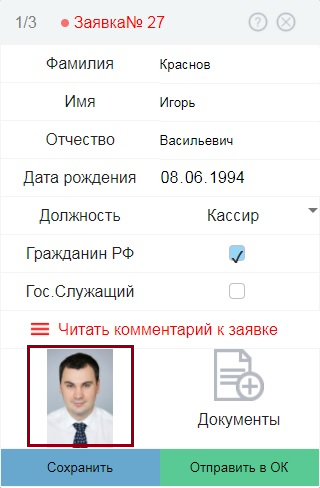 1/3 Заявка№ 27
Фамилия Краснов
Имя Игорь
Отчество Васильевич
Дата рождения 08.06.1994
Должность Кассир
Гражданин РФ
Гос.Служащий
Читать комментарий к заявке
Документы
Сохранить Отправить в ОК